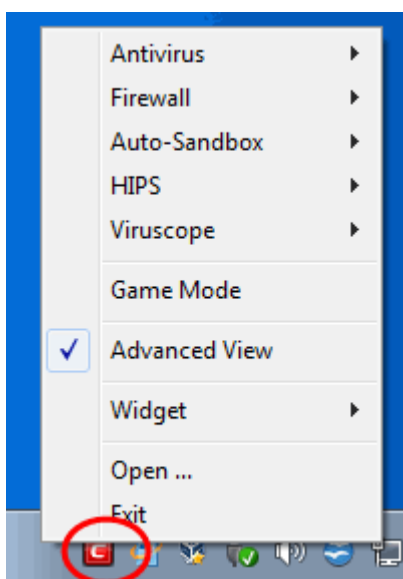 Antivirus
Firewall
Auto-Sandbox
HIPS
Viruscope
Game Mode
Advanced View
Widget
Open ...
Exit